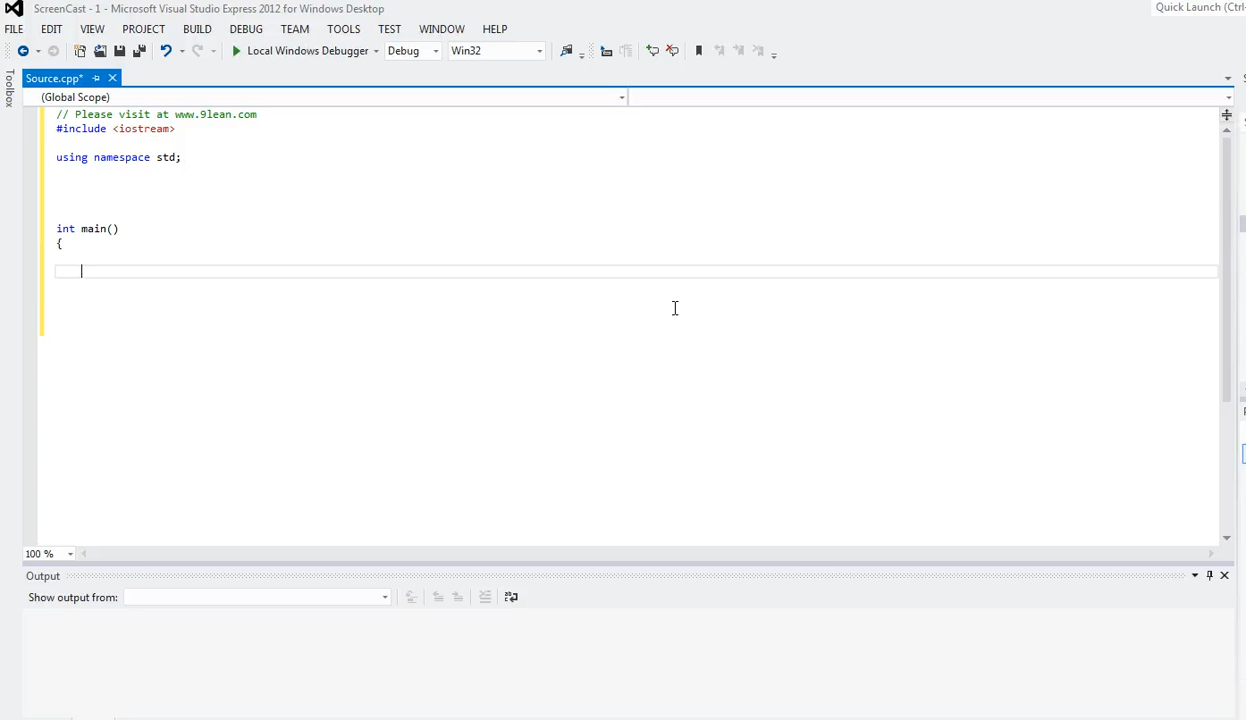 ScreenCast - 1 - Microsoft Visual Studio Express 2012 for Windows Desktop
Quick Launch (Ctrl-
FILE EDIT VIEW PROJECT BUILD DEBUG TEAM TOOLS TEST WINDOW HELP
Local Windows Debugger Debug Win32
Toolbox
Source.cpp*
(Global Scope)
// Please visit at www.9lean.com
#include <iostream>
using namespace std;
int main()
{
100 %
Output
Show output from: